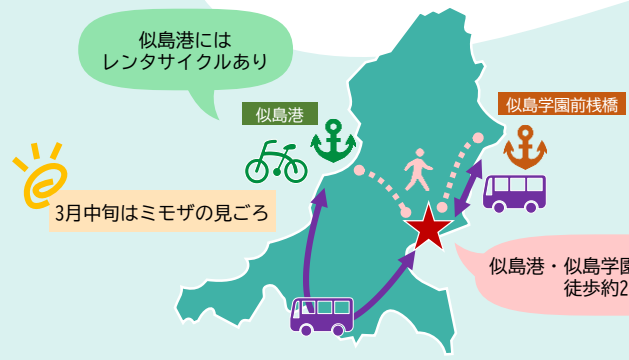 似島港には
レンタサイクルあり
似島港
似島学園前桟橋
3月中旬はミモザの見ごろ
似島港・似島学園
徒歩約2